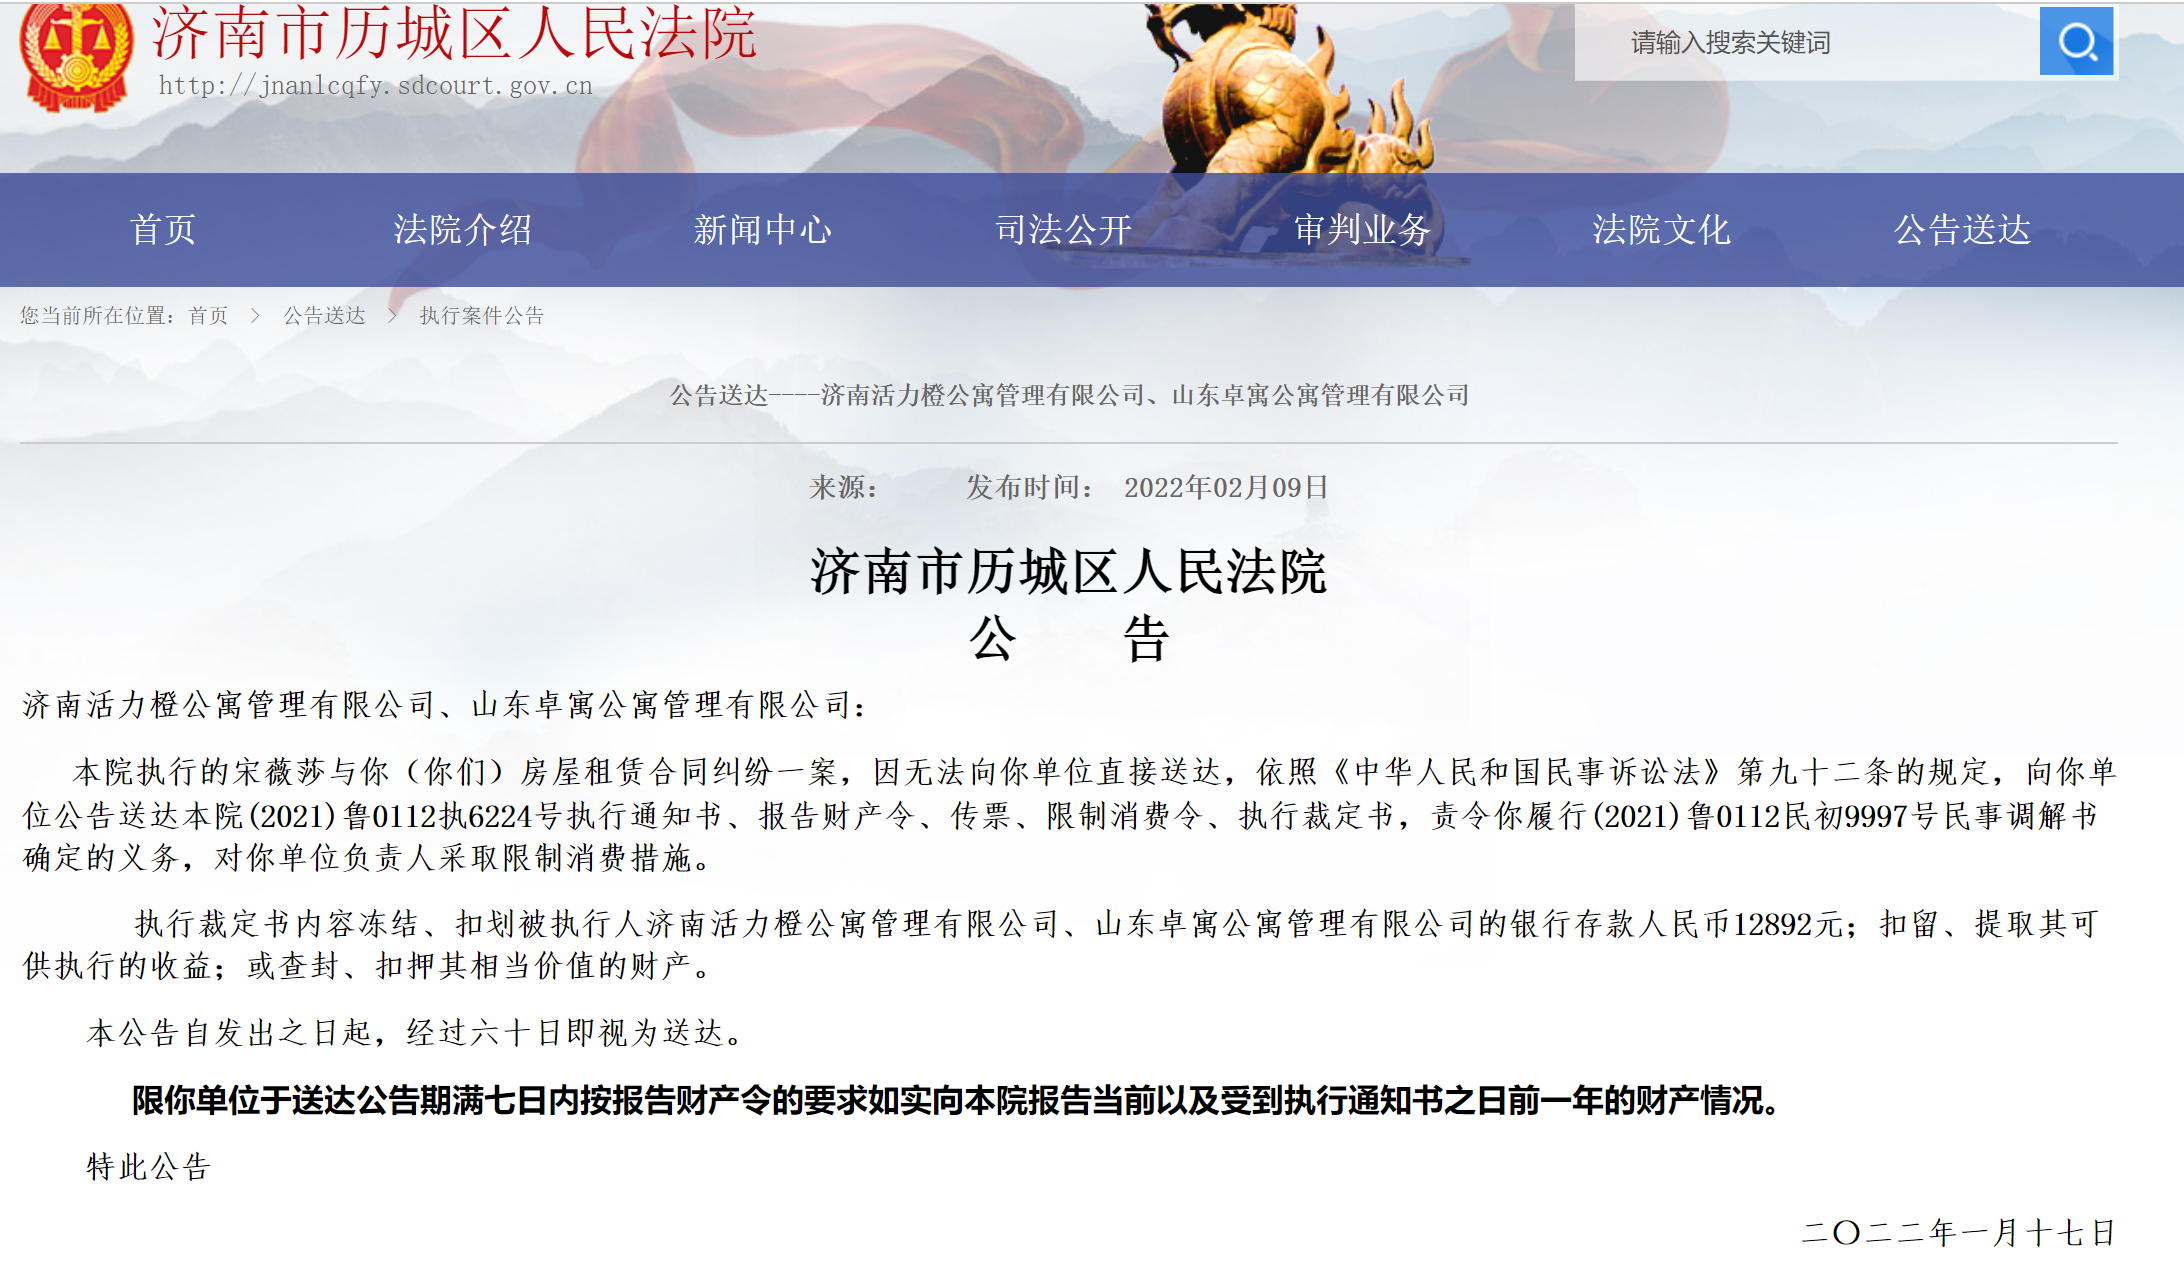 济南市历城区人民法院
http://jnanlcqfy.sdcourt.gov.cn
请输入搜索关键词
首页 法院介绍 新闻中心 司法公开 审判业务 法院文化 公告送达
您当前所在位置：首页 > 公告送达 > 执行案件公告
公告送达----济南活力橙公寓管理有限公司、山东卓寓公寓管理有限公司
来源： 发布时间： 2022年02月09日
济南市历城区人民法院
公 告
济南活力橙公寓管理有限公司、山东卓寓公寓管理有限公司：
本院执行的宋薇莎与你（你们）房屋租赁合同纠纷一案，因无法向你单位直接送达，依照《中华人民和国民事诉讼法》第九十二条的规定，向你单
位公告送达本院(2021)鲁0112执6224号执行通知书、报告财产令、传票、限制消费令、执行裁定书，责令你履行(2021)鲁0112民初9997号民事调解书
确定的义务，对你单位负责人采取限制消费措施。
执行裁定书内容冻结、扣划被执行人济南活力橙公寓管理有限公司、山东卓寓公寓管理有限公司的银行存款人民币12892元；扣留、提取其可
供执行的收益；或查封、扣押其相当价值的财产。
本公告自发出之日起，经过六十日即视为送达。
限你单位于送达公告期满七日内按报告财产令的要求如实向本院报告当前以及受到执行通知书之日前一年的财产情况。
特此公告
二〇二二年一月十七日